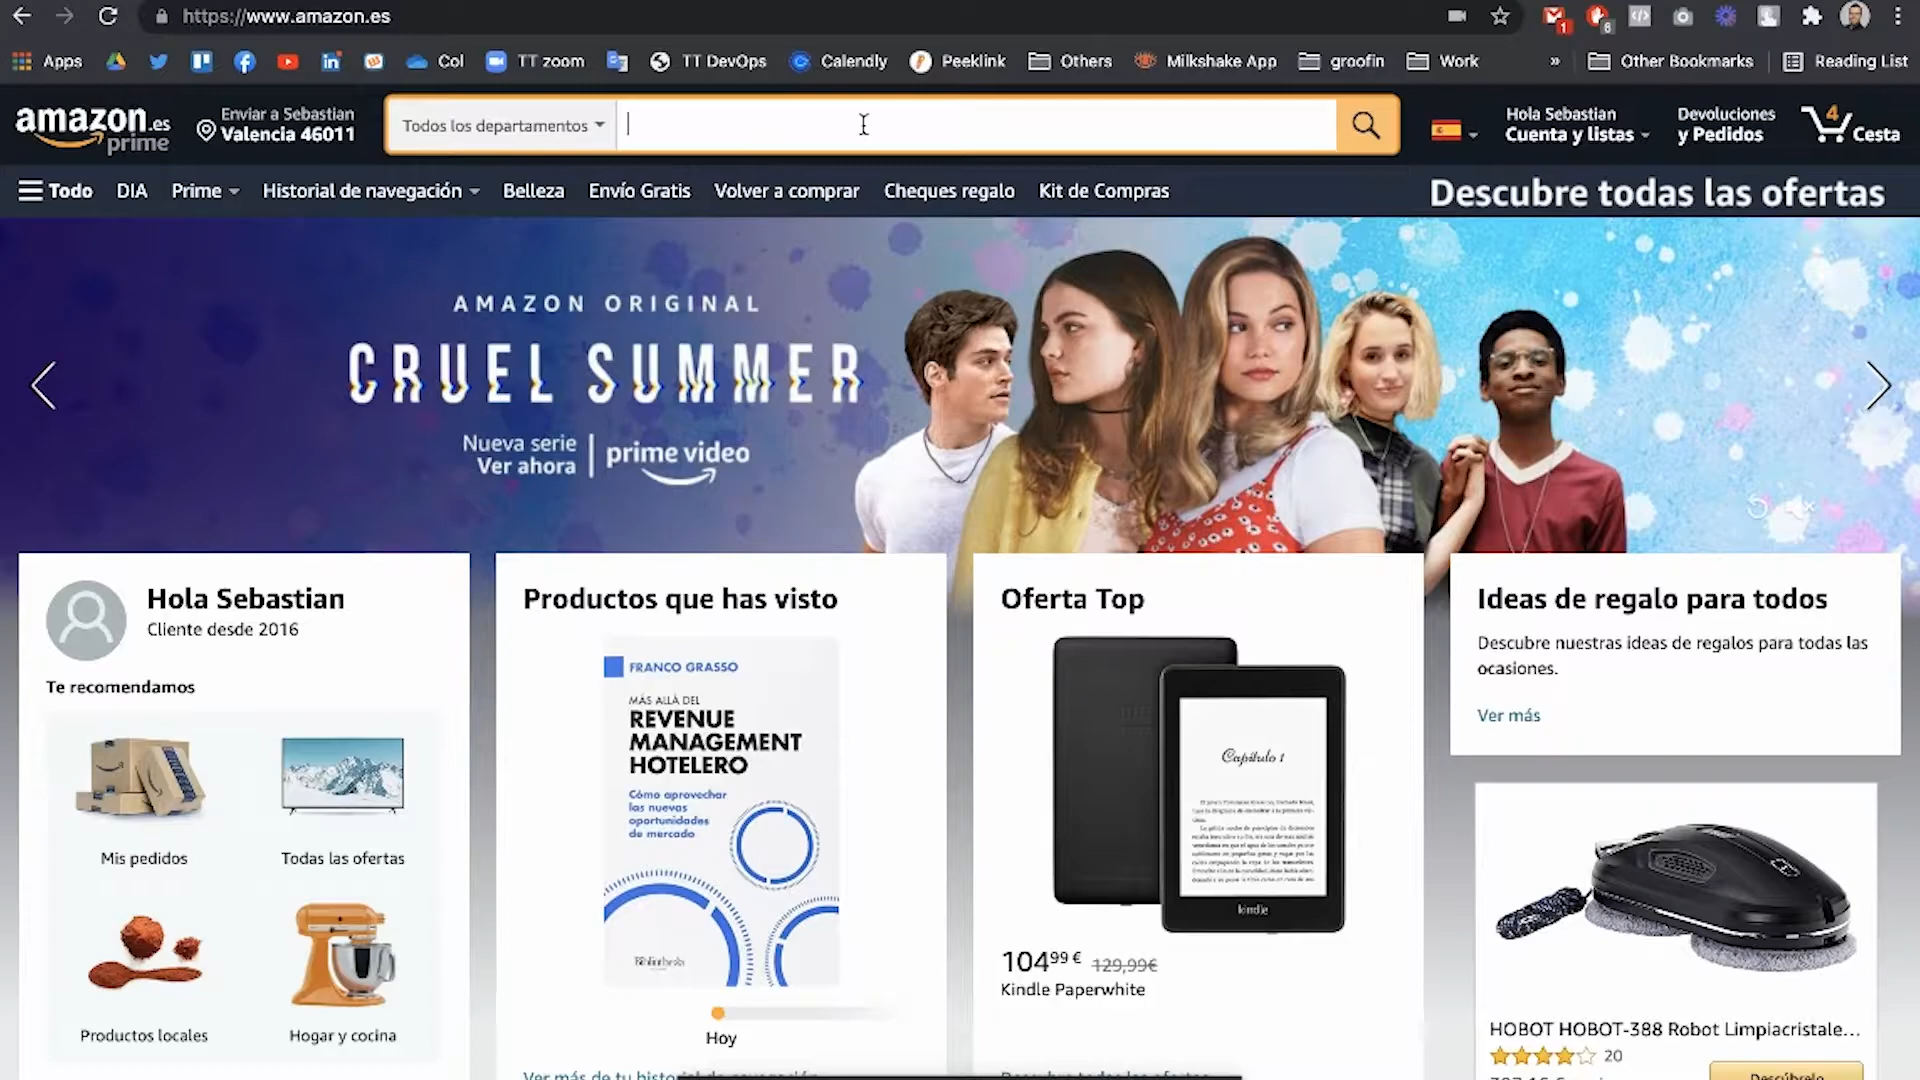 https://www.amazon.es
1
6
Apps
Col
TT zoom
TT DevOps
Calendly
Peeklink
Others
Milkshake App
groofin
Work
»
Other Bookmarks
Reading List
amazon.es
prime
Enviar a Sebastian
Valencia 46011
Todos los departamentos
Hola Sebastian
Cuenta y listas
Devoluciones
y Pedidos
4
Cesta
Todo
DIA
Prime
Historial de navegación
Belleza
Envío Gratis
Volver a comprar
Cheques regalo
Kit de Compras
Descubre todas las ofertas
AMAZON ORIGINAL
CRUEL SUMMER
Nueva serie
Ver ahora
prime video
Hola Sebastian
Cliente desde 2016
Te recomendamos
Mis pedidos
Todas las ofertas
Productos locales
Hogar y cocina
Productos que has visto
FRANCO GRASSO
MÁS ALLÁ DEL
REVENUE
MANAGEMENT
HOTELERO
Cómo aprovechar
las nuevas
oportunidades
de mercado
Hoy
Oferta Top
Capítulo 1
kindle
104,99 € 129,99€
Kindle Paperwhite
Ideas de regalo para todos
Descubre nuestras ideas de regalos para todas las
ocasiones.
Ver más
HOBOT HOBOT-388 Robot Limpiacristale...
20